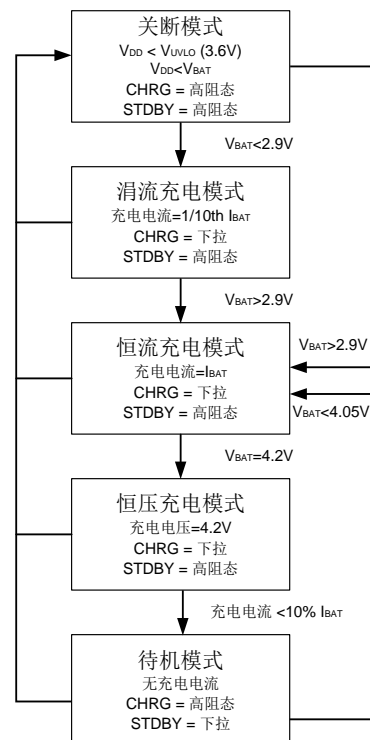 关断模式
VDD < VUVLO (3.6V)
VDD<VBAT
CHRG = 高阻态
STDBY = 高阻态
VBAT<2.9V
涓流充电模式
充电电流=1/10th IBAT
CHRG = 下拉
STDBY = 高阻态
VBAT>2.9V
恒流充电模式
充电电流=IBAT
CHRG = 下拉
STDBY = 高阻态
VBAT>2.9V
VBAT<4.05V
VBAT=4.2V
恒压充电模式
充电电压=4.2V
CHRG = 下拉
STDBY = 高阻态
充电电流 <10% IBAT
待机模式
无充电电流
CHRG = 高阻态
STDBY = 下拉